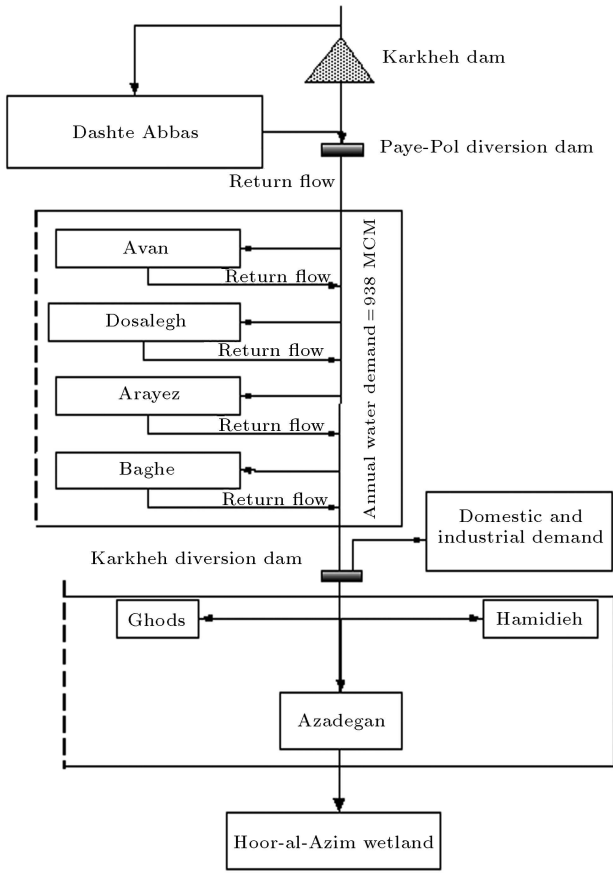 Karkheh dam
Dashte Abbas
Paye-Pol diversion dam
Return flow
Avan
Return flow
Dosalegh
Return flow
Arayez
Return flow
Baghe
Return flow
Annual water demand=938 MCM
Domestic and
industrial demand
Karkheh diversion dam
Ghods
Hamidieh
Azadegan
Hoor-al-Azim wetland